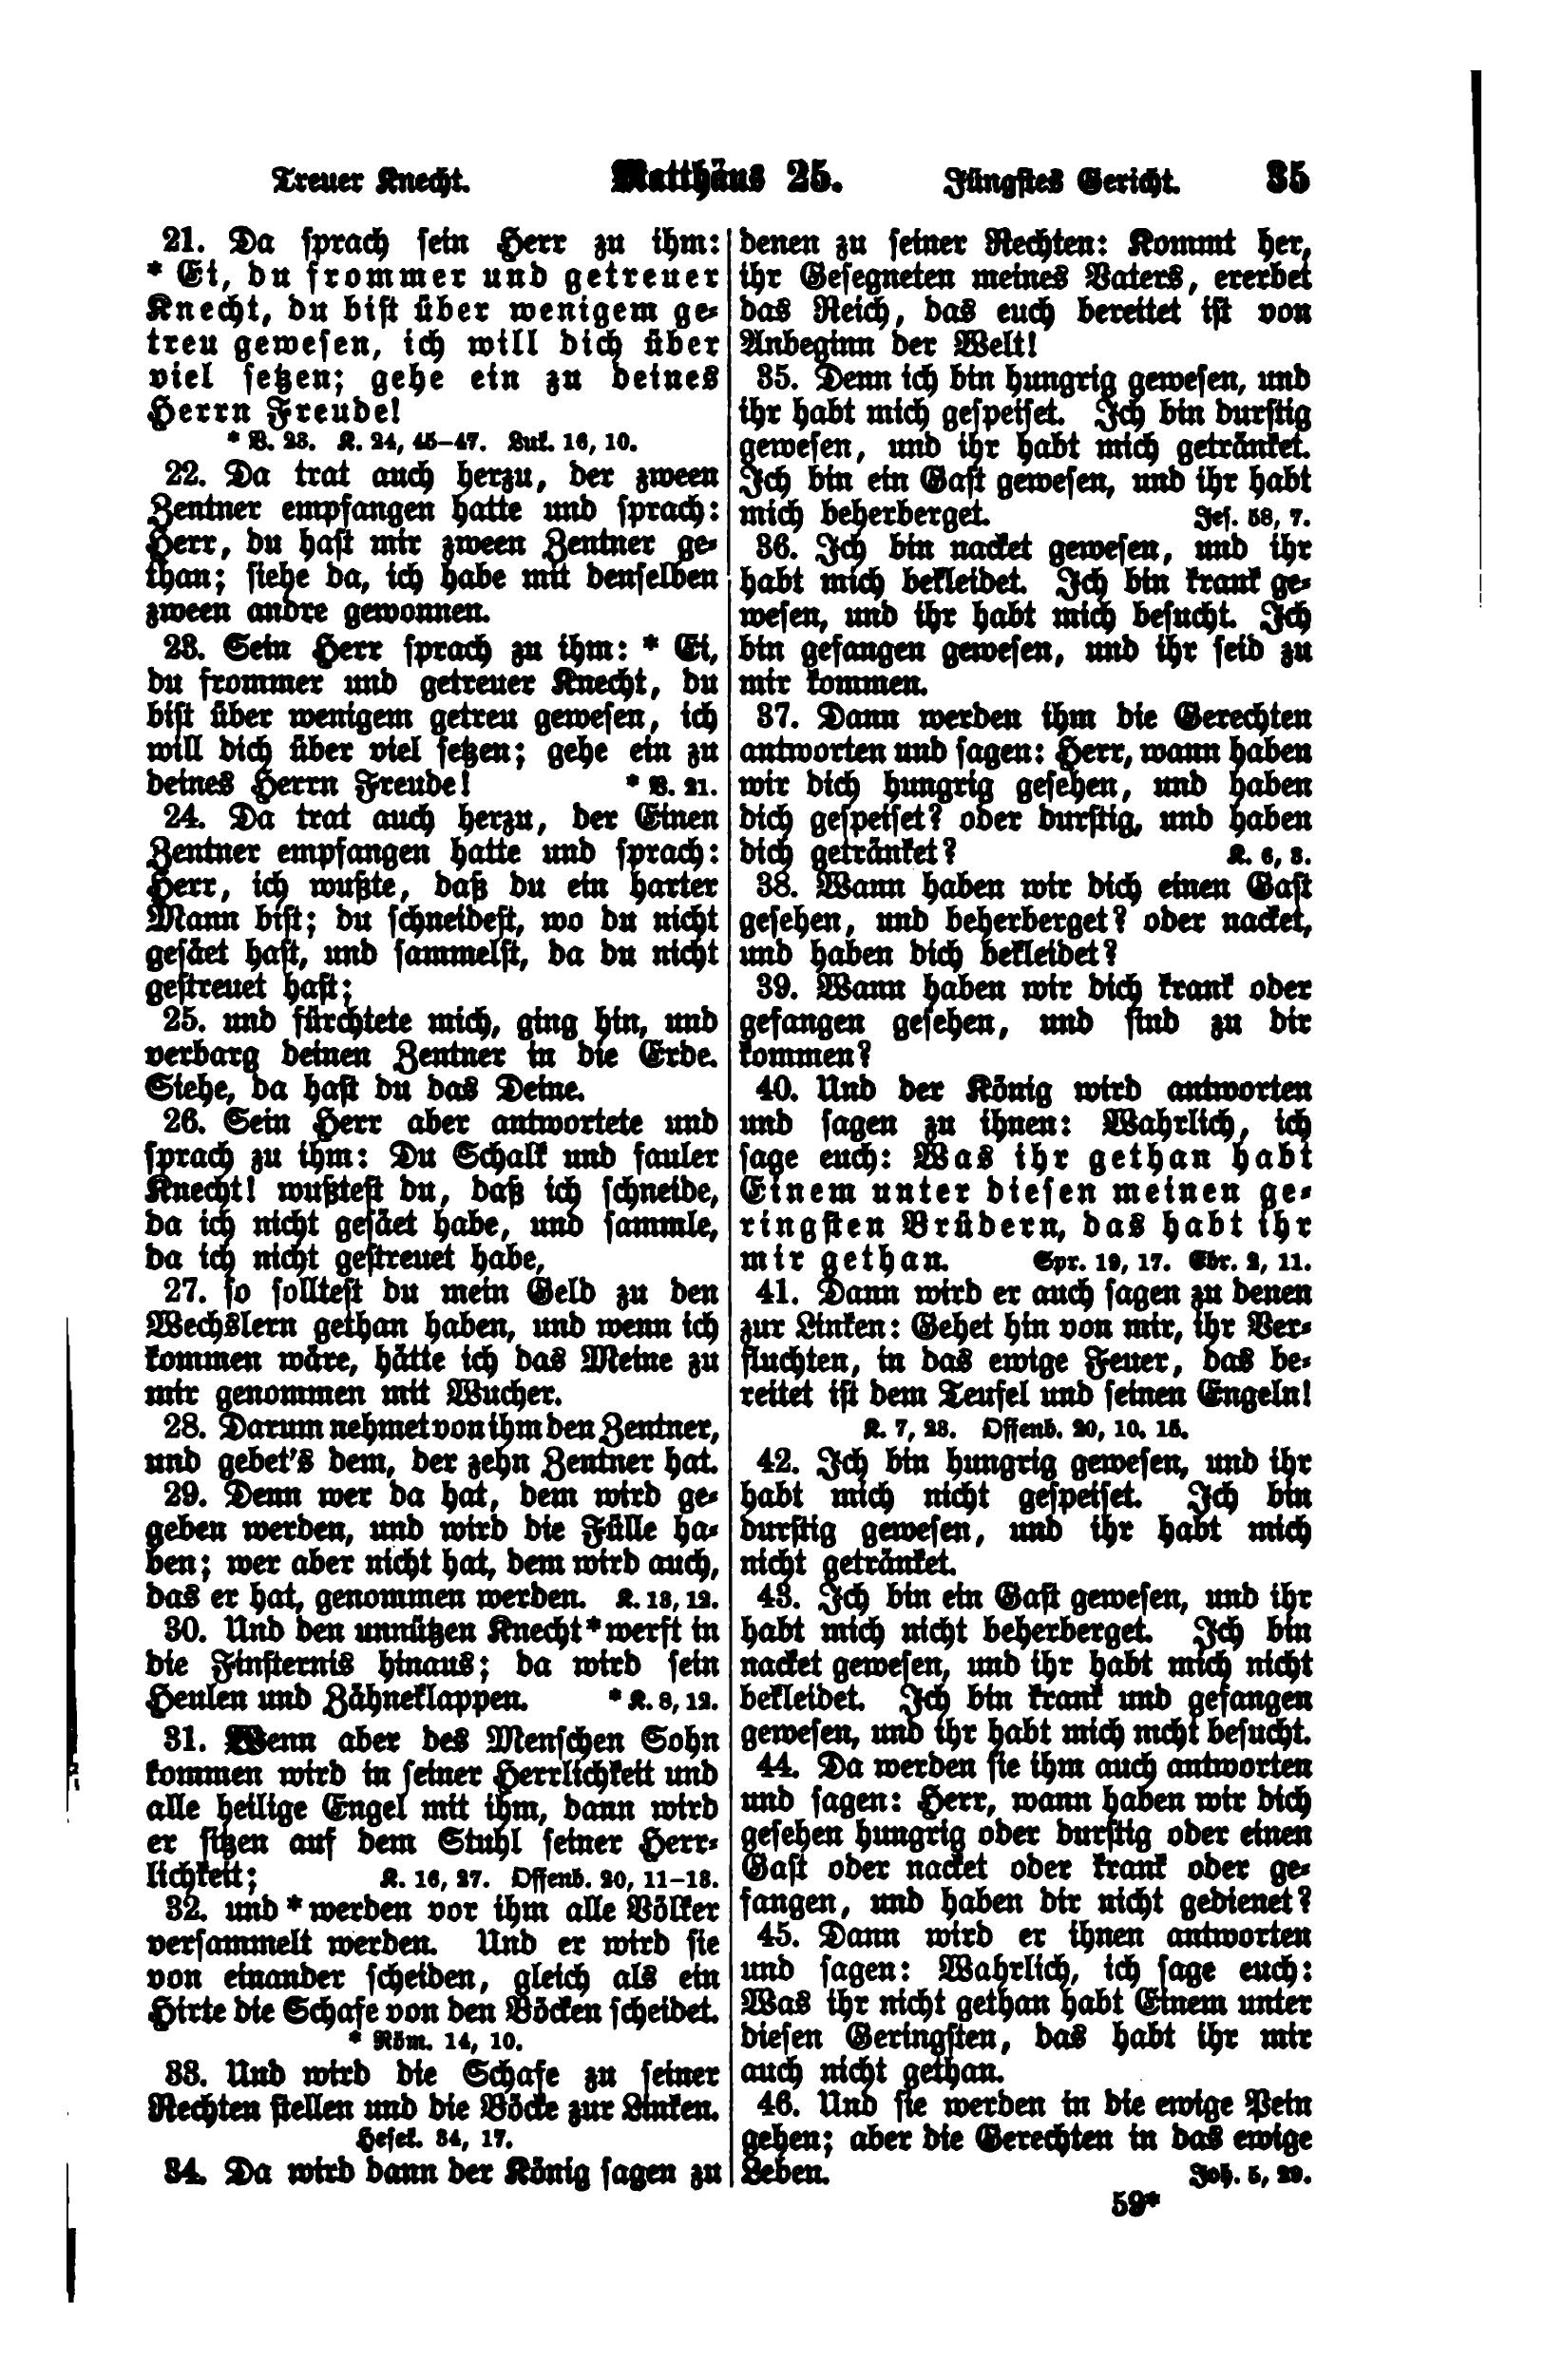 Treuer Knecht. Matthäus 25. Jüngstes Gericht. 35
21. Da sprach sein Herr zu ihm:
* Ei, du frommer und getreuer
Knecht, du bist über wenigem ge-
treu gewesen, ich will dich über
viel setzen; gehe ein zu deines
Herrn Freude!
* V. 23. K. 24, 45–47. Luk. 16, 10.
22. Da trat auch herzu, der zween
Zentner empfangen hatte und sprach:
Herr, du hast mir zween Zentner ge-
than; siehe da, ich habe mit denselben
zween andre gewonnen.
23. Sein Herr sprach zu ihm: * Ei,
du frommer und getreuer Knecht, du
bist über wenigem getreu gewesen, ich
will dich über viel setzen; gehe ein zu
deines Herrn Freude! * V. 21.
24. Da trat auch herzu, der Einen
Zentner empfangen hatte und sprach:
Herr, ich wußte, daß du ein harter
Mann bist; du schneidest, wo du nicht
gesäet hast, und sammelst, da du nicht
gestreuet hast;
25. und fürchtete mich, ging hin, und
verbarg deinen Zentner in die Erde.
Siehe, da hast du das Deine.
26. Sein Herr aber antwortete und
sprach zu ihm: Du Schalk und fauler
Knecht! wußtest du, daß ich schneide,
da ich nicht gesäet habe, und sammle,
da ich nicht gestreuet habe,
27. so solltest du mein Geld zu den
Wechslern gethan haben, und wenn ich
kommen wäre, hätte ich das Meine zu
mir genommen mit Wucher.
28. Darum nehmet von ihm den Zentner,
und gebet's dem, der zehn Zentner hat.
29. Denn wer da hat, dem wird ge-
geben werden, und wird die Fülle ha-
ben; wer aber nicht hat, dem wird auch,
das er hat, genommen werden. K. 13, 12.
30. Und den unnützen Knecht * werft in
die Finsternis hinaus; da wird sein
Heulen und Zähneklappen. * K. 8, 12.
31. Wenn aber des Menschen Sohn
kommen wird in seiner Herrlichkeit und
alle heilige Engel mit ihm, dann wird
er sitzen auf dem Stuhl seiner Herr-
lichkeit; K. 16, 27. Offenb. 20, 11–13.
32. und * werden vor ihm alle Völker
versammelt werden. Und er wird sie
von einander scheiden, gleich als ein
Hirte die Schafe von den Böcken scheidet.
* Röm. 14, 10.
33. Und wird die Schafe zu seiner
Rechten stellen und die Böcke zur Linken.
Hesek. 34, 17.
34. Da wird dann der König sagen zu
denen zu seiner Rechten: Kommt her,
ihr Gesegneten meines Vaters, ererbet
das Reich, das euch bereitet ist von
Anbeginn der Welt!
35. Denn ich bin hungrig gewesen, und
ihr habt mich gespeiset. Ich bin durstig
gewesen, und ihr habt mich getränket.
Ich bin ein Gast gewesen, und ihr habt
mich beherberget. Jes. 58, 7.
36. Ich bin nacket gewesen, und ihr
habt mich bekleidet. Ich bin krank ge-
wesen, und ihr habt mich besucht. Ich
bin gefangen gewesen, und ihr seid zu
mir kommen.
37. Dann werden ihm die Gerechten
antworten und sagen: Herr, wann haben
wir dich hungrig gesehen, und haben
dich gespeiset? oder durstig, und haben
dich getränket? K. 6, 3.
38. Wann haben wir dich einen Gast
gesehen, und beherberget? oder nacket,
und haben dich bekleidet?
39. Wann haben wir dich krank oder
gefangen gesehen, und sind zu dir
kommen?
40. Und der König wird antworten
und sagen zu ihnen: Wahrlich, ich
sage euch: Was ihr gethan habt
Einem unter diesen meinen ge-
ringsten Brüdern, das habt ihr
mir gethan. Spr. 19, 17. Ebr. 2, 11.
41. Dann wird er auch sagen zu denen
zur Linken: Gehet hin von mir, ihr Ver-
fluchten, in das ewige Feuer, das be-
reitet ist dem Teufel und seinen Engeln!
K. 7, 23. Offenb. 20, 10. 15.
42. Ich bin hungrig gewesen, und ihr
habt mich nicht gespeiset. Ich bin
durstig gewesen, und ihr habt mich
nicht getränket.
43. Ich bin ein Gast gewesen, und ihr
habt mich nicht beherberget. Ich bin
nacket gewesen, und ihr habt mich nicht
bekleidet. Ich bin krank und gefangen
gewesen, und ihr habt mich nicht besucht.
44. Da werden sie ihm auch antworten
und sagen: Herr, wann haben wir dich
gesehen hungrig oder durstig oder einen
Gast oder nacket oder krank oder ge-
fangen, und haben dir nicht gedienet?
45. Dann wird er ihnen antworten
und sagen: Wahrlich, ich sage euch:
Was ihr nicht gethan habt Einem unter
diesen Geringsten, das habt ihr mir
auch nicht gethan.
46. Und sie werden in die ewige Pein
gehen; aber die Gerechten in das ewige
Leben. Joh. 5, 29.
59*